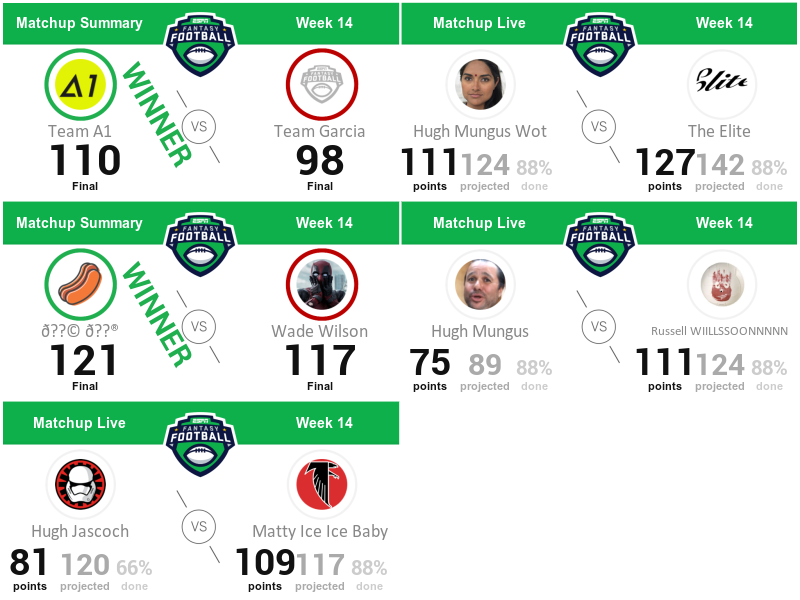 Matchup Summary Week 14
ESPN FANTASY FOOTBALL
WINNER
A1 VS ESPN FANTASY FOOTBALL
Team A1 Team Garcia
110 98
Final Final
Matchup Live Week 14
ESPN FANTASY FOOTBALL
VS Elite
Hugh Mungus Wot The Elite
111 124 88% 127 142 88%
points projected done points projected done
Matchup Summary Week 14
ESPN FANTASY FOOTBALL
WINNER
VS
ð??© ð??® Wade Wilson
121 117
Final Final
Matchup Live Week 14
ESPN FANTASY FOOTBALL
VS
Hugh Mungus Russell WIILLSSOONNNNN
75 89 88% 111 124 88%
points projected done points projected done
Matchup Live Week 14
ESPN FANTASY FOOTBALL
VS
Hugh Jascoch Matty Ice Ice Baby
81 120 66% 109 117 88%
points projected done points projected done